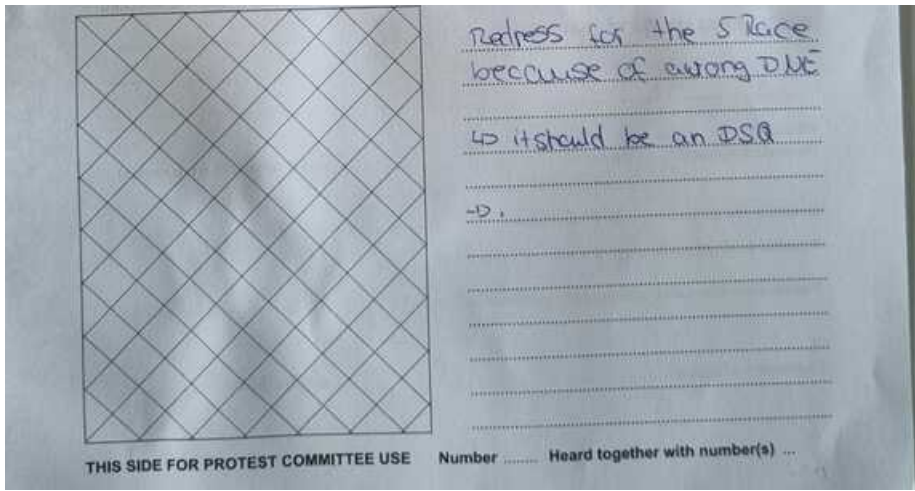 Redress for the 5 Race
because of awrong DNE
↳ it should be an DSQ
→ .
THIS SIDE FOR PROTEST COMMITTEE USE Number ........ Heard together with number(s) ...